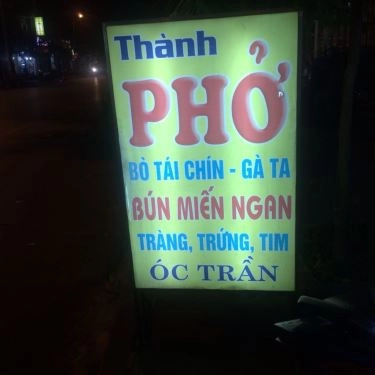 Thành
PHỞ
BÒ TÁI CHÍN - GÀ TA
BÚN MIẾN NGAN
TRÀNG, TRỨNG, TIM
ÓC TRẦN